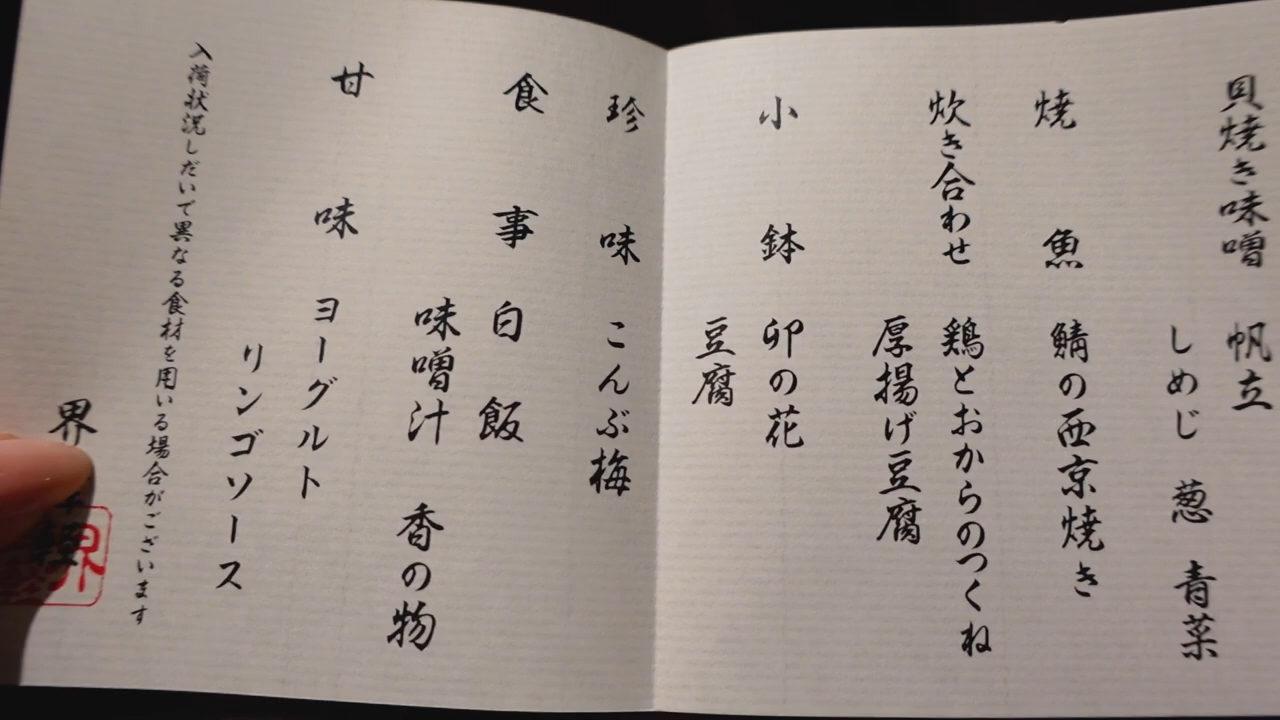 貝焼き味噌 帆立
しめじ 葱 青菜
焼魚 鯖の西京焼き
炊き合わせ 鶏とおからのつくね
厚揚げ豆腐
小鉢 卯の花
豆腐
珍味 こんぶ梅
食事 白飯
味噌汁 香の物
甘味 ヨーグルト
リンゴソース
入荷状況しだいで異なる食材を用いる場合がございます
界
界